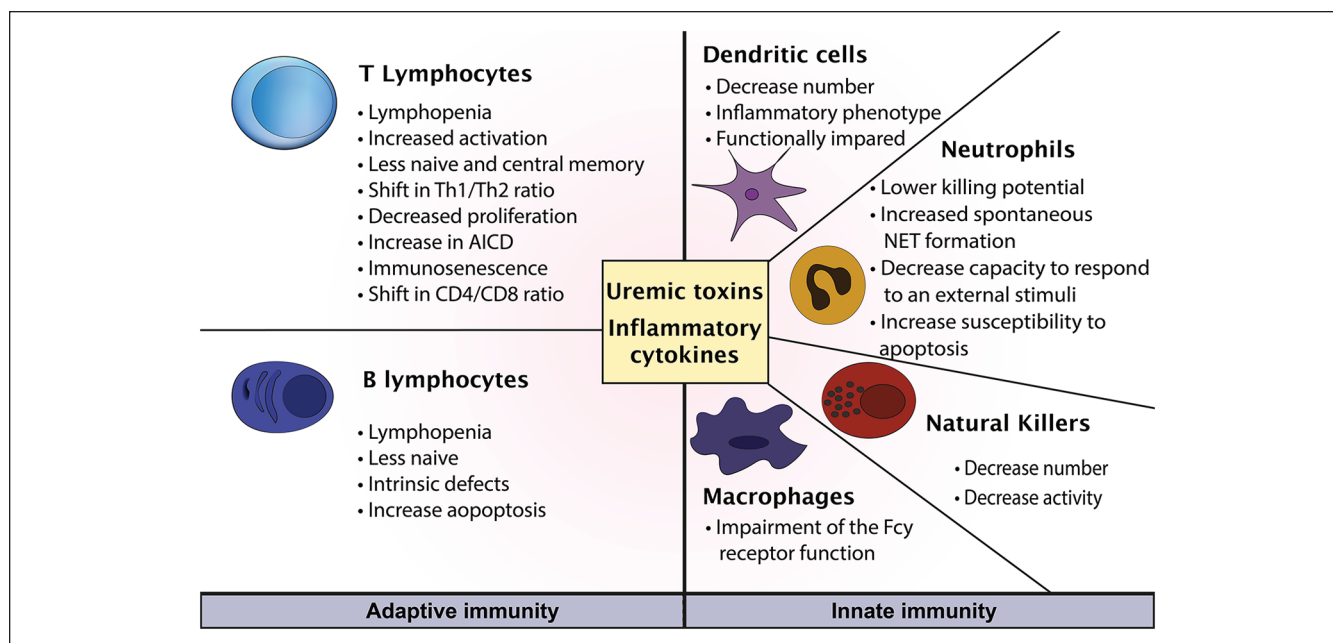 T Lymphocytes
• Lymphopenia
• Increased activation
• Less naive and central memory
• Shift in Th1/Th2 ratio
• Decreased proliferation
• Increase in AICD
• Immunosenescence
• Shift in CD4/CD8 ratio
B lymphocytes
• Lymphopenia
• Less naive
• Intrinsic defects
• Increase aopoptosis
Uremic toxins
Inflammatory
cytokines
Dendritic cells
• Decrease number
• Inflammatory phenotype
• Functionally impared
Neutrophils
• Lower killing potential
• Increased spontaneous
NET formation
• Decrease capacity to respond
to an external stimuli
• Increase susceptibility to
apoptosis
Natural Killers
• Decrease number
• Decrease activity
Macrophages
• Impairment of the Fcy
receptor function
Adaptive immunity
Innate immunity